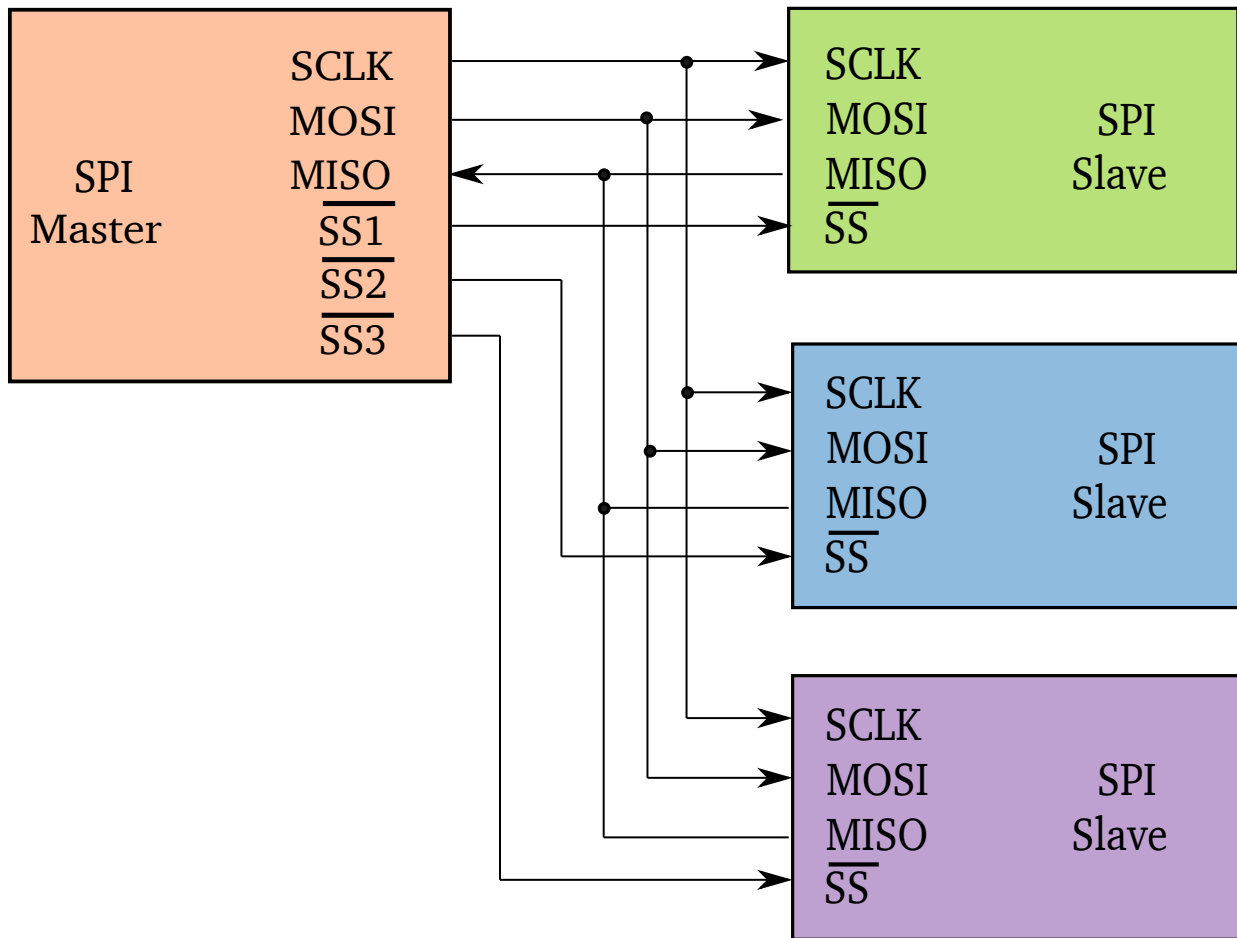 SCLK
MOSI
MISO
SS1
SS2
SS3
SPI
Master
SCLK
MOSI
MISO
SS
SPI
Slave
SCLK
MOSI
MISO
SS
SPI
Slave
SCLK
MOSI
MISO
SS
SPI
Slave